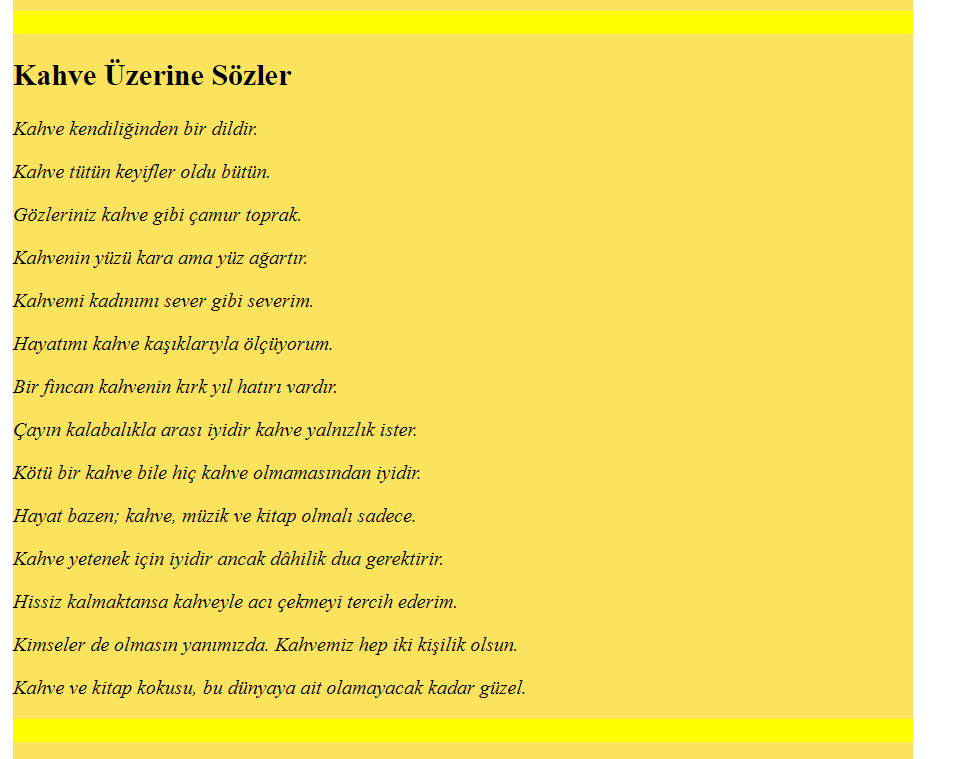 Kahve Üzerine Sözler
Kahve kendiliğinden bir dildir.
Kahve tütün keyifler oldu bütün.
Gözleriniz kahve gibi çamur toprak.
Kahvenin yüzü kara ama yüz ağartır.
Kahvemi kadınımı sever gibi severim.
Hayatımı kahve kaşıklarıyla ölçüyorum.
Bir fincan kahvenin kırk yıl hatırı vardır.
Çayın kalabalıkla arası iyidir kahve yalnızlık ister.
Kötü bir kahve bile hiç kahve olmamasından iyidir.
Hayat bazen; kahve, müzik ve kitap olmalı sadece.
Kahve yetenek için iyidir ancak dâhilik dua gerektirir.
Hissiz kalmaktansa kahveyle acı çekmeyi tercih ederim.
Kimseler de olmasın yanımızda. Kahvemiz hep iki kişilik olsun.
Kahve ve kitap kokusu, bu dünyaya ait olamayacak kadar güzel.